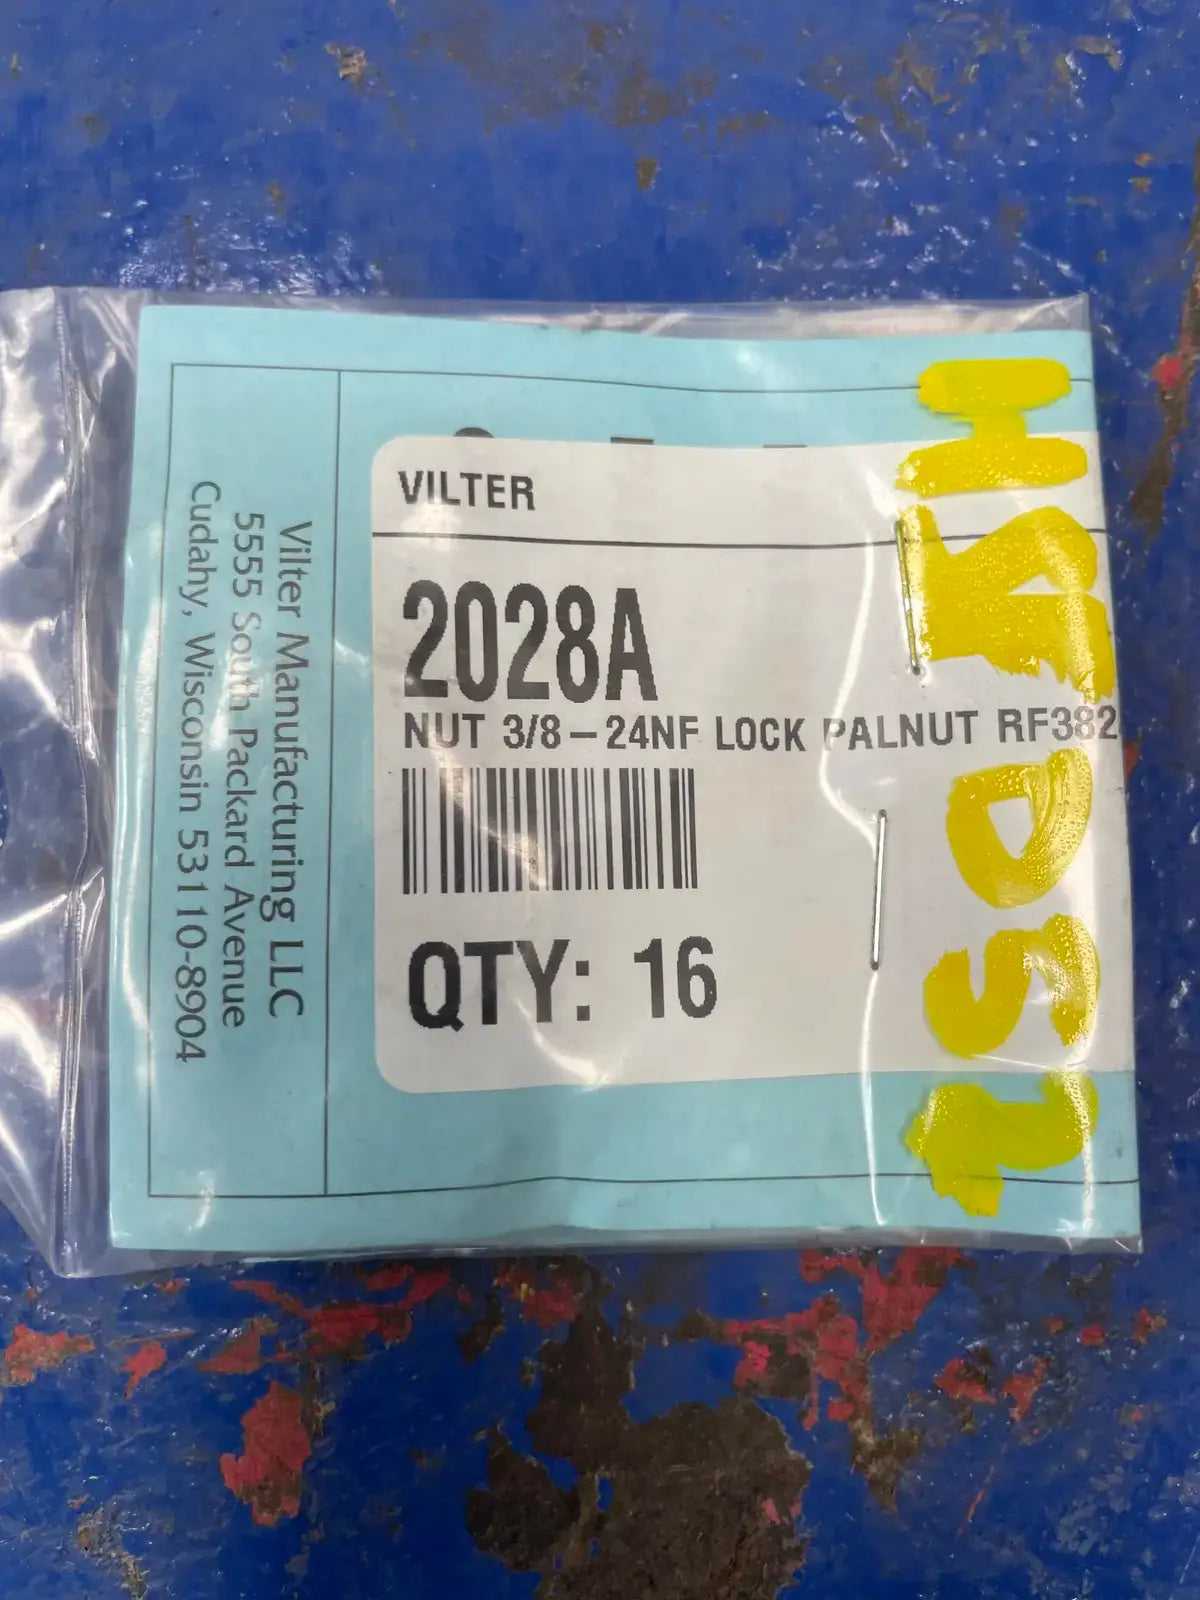 VILTER
2028A
NUT 3/8-24NF LOCK PALNUT RF382
QTY: 16
Vilter Manufacturing LLC
5555 South Packard Avenue
Cudahy, Wisconsin 53110-8904